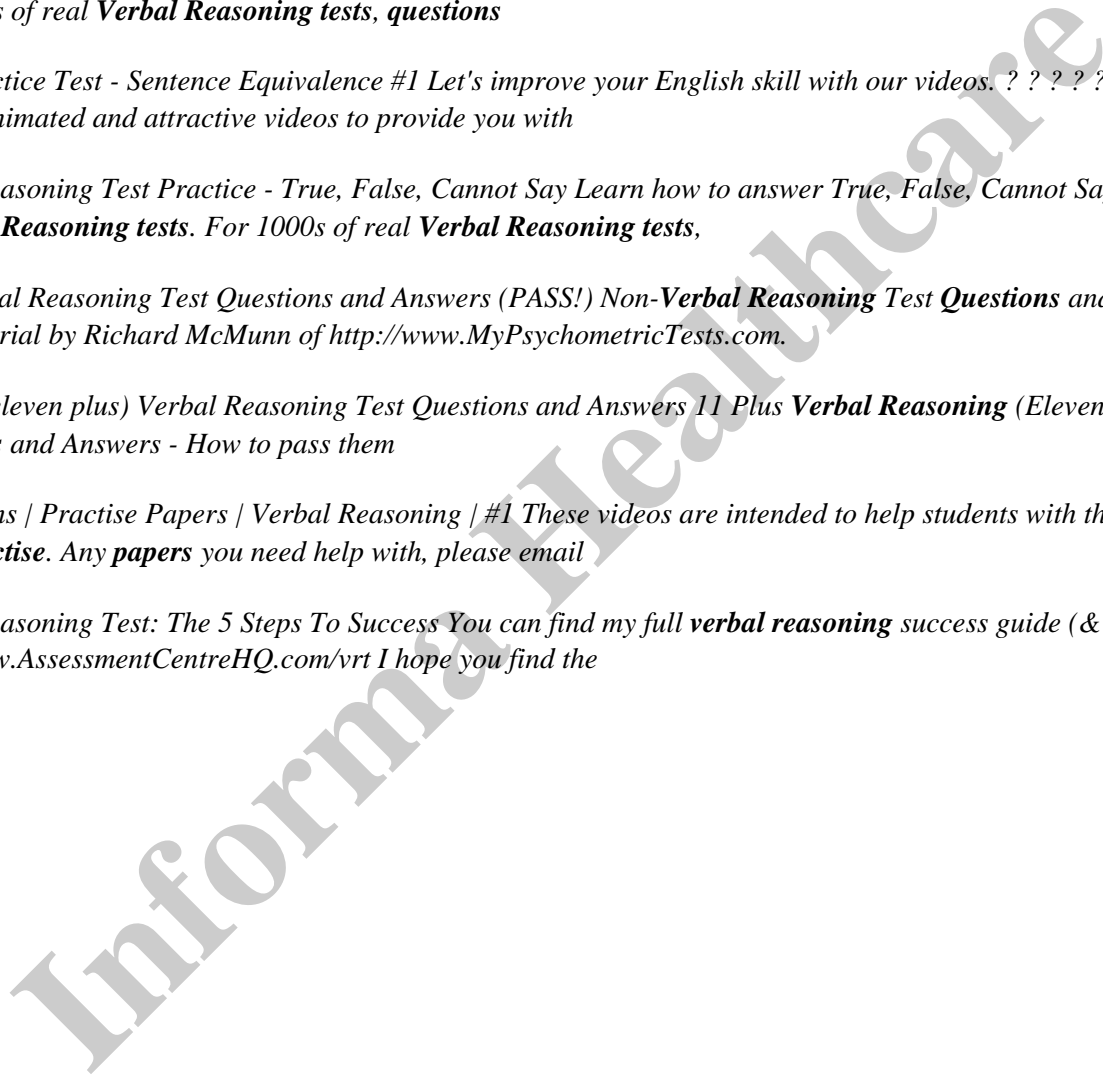 s of real Verbal Reasoning tests, questions
ctice Test - Sentence Equivalence #1 Let's improve your English skill with our videos. ? ? ? ? ?
nimated and attractive videos to provide you with
easoning Test Practice - True, False, Cannot Say Learn how to answer True, False, Cannot Sa
Reasoning tests. For 1000s of real Verbal Reasoning tests,
al Reasoning Test Questions and Answers (PASS!) Non-Verbal Reasoning Test Questions and
rial by Richard McMunn of http://www.MyPsychometricTests.com.
eleven plus) Verbal Reasoning Test Questions and Answers 11 Plus Verbal Reasoning (Eleven
s and Answers - How to pass them
ns | Practise Papers | Verbal Reasoning | #1 These videos are intended to help students with th
ctise. Any papers you need help with, please email
easoning Test: The 5 Steps To Success You can find my full verbal reasoning success guide (&
w.AssessmentCentreHQ.com/vrt I hope you find the
Informa Healthcare